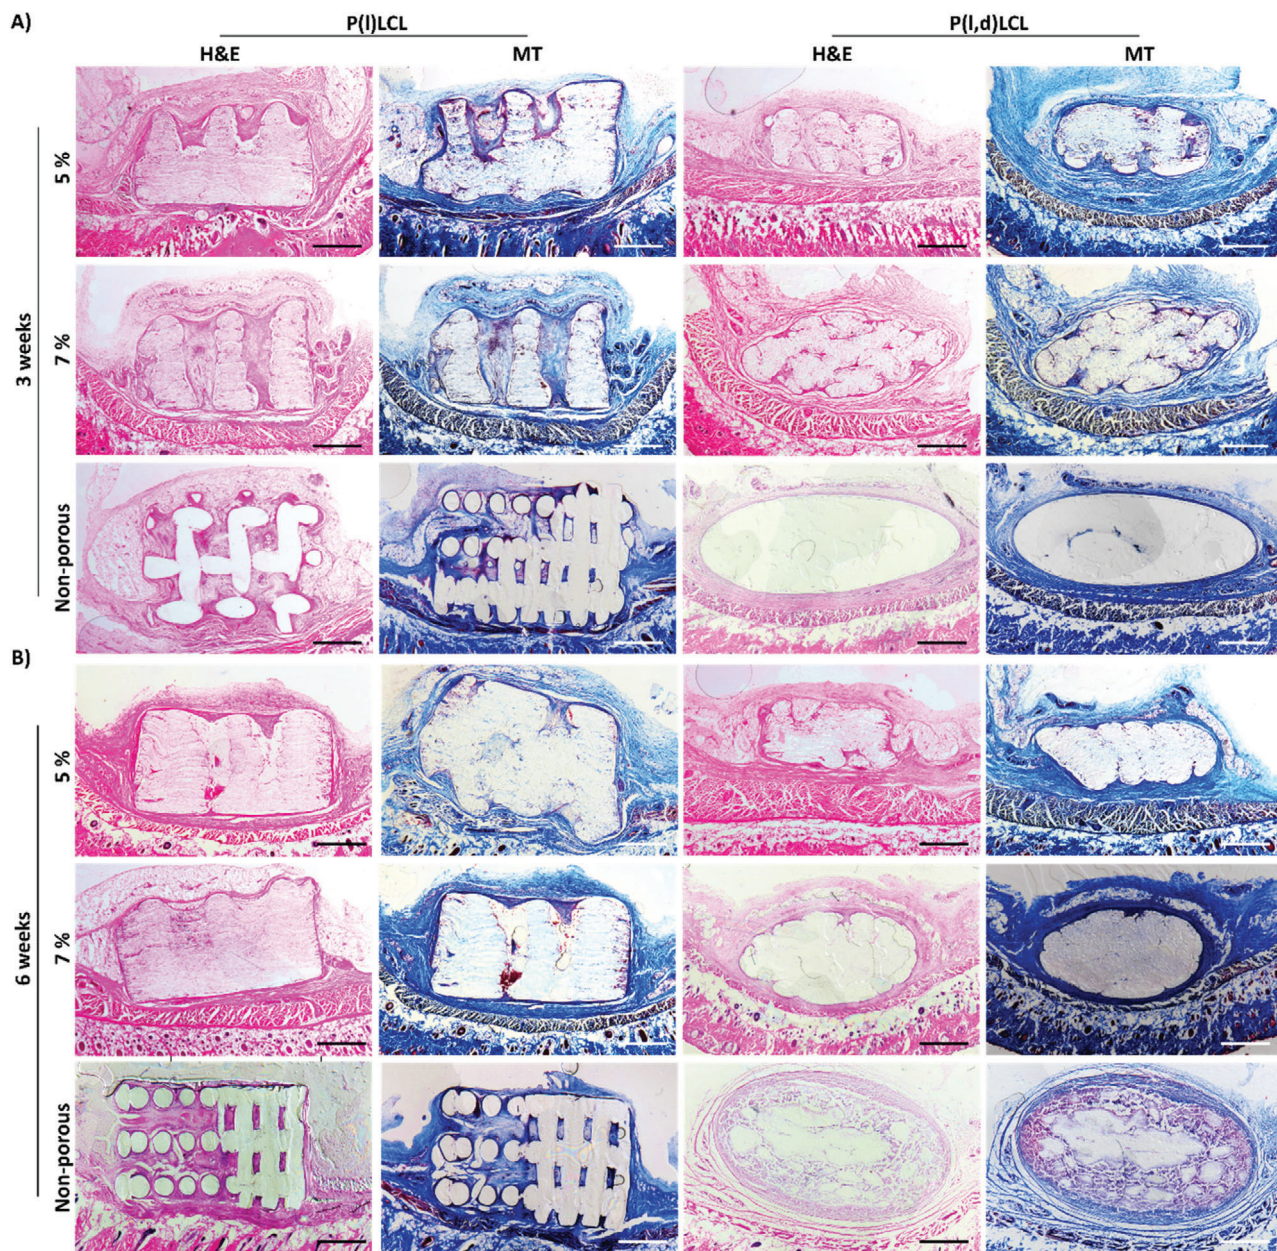 A)
P(l)LCL
P(l,d)LCL
H&E
MT
H&E
MT
3 weeks
5 %
7 %
Non-porous
B)
6 weeks
5 %
7 %
Non-porous